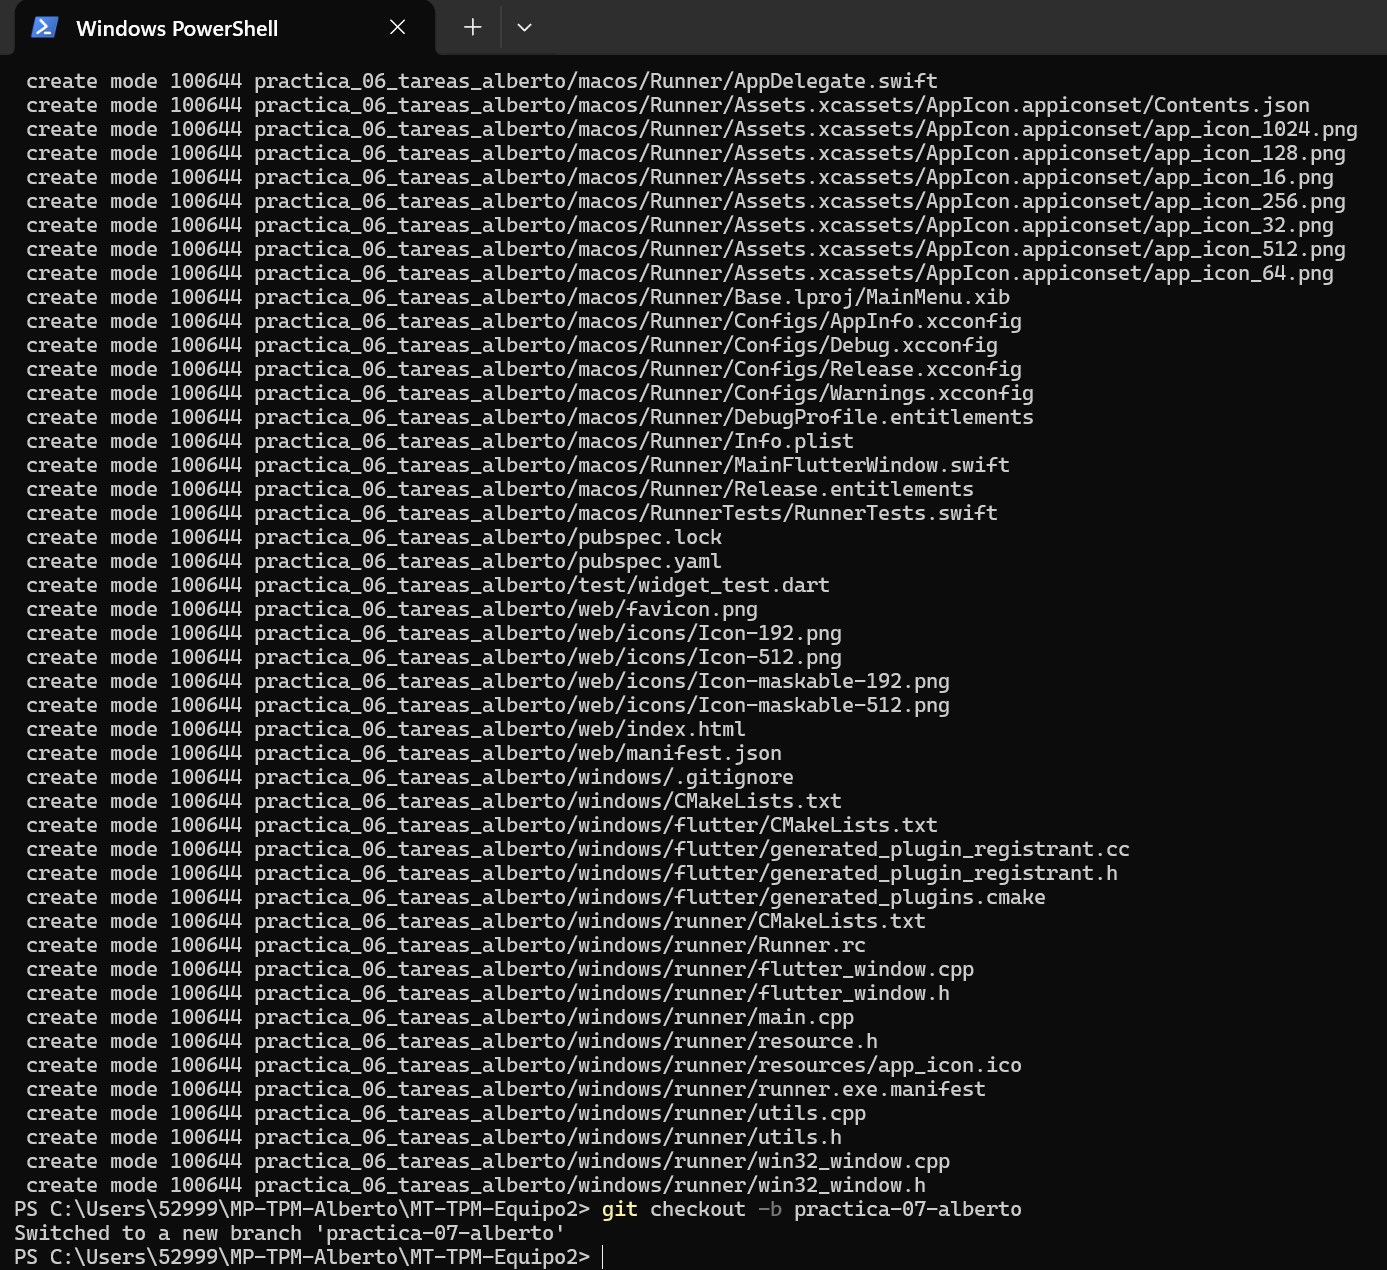 Windows PowerShell
create mode 100644 practica_06_tareas_alberto/macos/Runner/AppDelegate.swift
create mode 100644 practica_06_tareas_alberto/macos/Runner/Assets.xcassets/AppIcon.appiconset/Contents.json
create mode 100644 practica_06_tareas_alberto/macos/Runner/Assets.xcassets/AppIcon.appiconset/app_icon_1024.png
create mode 100644 practica_06_tareas_alberto/macos/Runner/Assets.xcassets/AppIcon.appiconset/app_icon_128.png
create mode 100644 practica_06_tareas_alberto/macos/Runner/Assets.xcassets/AppIcon.appiconset/app_icon_16.png
create mode 100644 practica_06_tareas_alberto/macos/Runner/Assets.xcassets/AppIcon.appiconset/app_icon_256.png
create mode 100644 practica_06_tareas_alberto/macos/Runner/Assets.xcassets/AppIcon.appiconset/app_icon_32.png
create mode 100644 practica_06_tareas_alberto/macos/Runner/Assets.xcassets/AppIcon.appiconset/app_icon_512.png
create mode 100644 practica_06_tareas_alberto/macos/Runner/Assets.xcassets/AppIcon.appiconset/app_icon_64.png
create mode 100644 practica_06_tareas_alberto/macos/Runner/Base.lproj/MainMenu.xib
create mode 100644 practica_06_tareas_alberto/macos/Runner/Configs/AppInfo.xcconfig
create mode 100644 practica_06_tareas_alberto/macos/Runner/Configs/Debug.xcconfig
create mode 100644 practica_06_tareas_alberto/macos/Runner/Configs/Release.xcconfig
create mode 100644 practica_06_tareas_alberto/macos/Runner/Configs/Warnings.xcconfig
create mode 100644 practica_06_tareas_alberto/macos/Runner/DebugProfile.entitlements
create mode 100644 practica_06_tareas_alberto/macos/Runner/Info.plist
create mode 100644 practica_06_tareas_alberto/macos/Runner/MainFlutterWindow.swift
create mode 100644 practica_06_tareas_alberto/macos/Runner/Release.entitlements
create mode 100644 practica_06_tareas_alberto/macos/RunnerTests/RunnerTests.swift
create mode 100644 practica_06_tareas_alberto/pubspec.lock
create mode 100644 practica_06_tareas_alberto/pubspec.yaml
create mode 100644 practica_06_tareas_alberto/test/widget_test.dart
create mode 100644 practica_06_tareas_alberto/web/favicon.png
create mode 100644 practica_06_tareas_alberto/web/icons/Icon-192.png
create mode 100644 practica_06_tareas_alberto/web/icons/Icon-512.png
create mode 100644 practica_06_tareas_alberto/web/icons/Icon-maskable-192.png
create mode 100644 practica_06_tareas_alberto/web/icons/Icon-maskable-512.png
create mode 100644 practica_06_tareas_alberto/web/index.html
create mode 100644 practica_06_tareas_alberto/web/manifest.json
create mode 100644 practica_06_tareas_alberto/windows/.gitignore
create mode 100644 practica_06_tareas_alberto/windows/CMakeLists.txt
create mode 100644 practica_06_tareas_alberto/windows/flutter/CMakeLists.txt
create mode 100644 practica_06_tareas_alberto/windows/flutter/generated_plugin_registrant.cc
create mode 100644 practica_06_tareas_alberto/windows/flutter/generated_plugin_registrant.h
create mode 100644 practica_06_tareas_alberto/windows/flutter/generated_plugins.cmake
create mode 100644 practica_06_tareas_alberto/windows/runner/CMakeLists.txt
create mode 100644 practica_06_tareas_alberto/windows/runner/Runner.rc
create mode 100644 practica_06_tareas_alberto/windows/runner/flutter_window.cpp
create mode 100644 practica_06_tareas_alberto/windows/runner/flutter_window.h
create mode 100644 practica_06_tareas_alberto/windows/runner/main.cpp
create mode 100644 practica_06_tareas_alberto/windows/runner/resource.h
create mode 100644 practica_06_tareas_alberto/windows/runner/resources/app_icon.ico
create mode 100644 practica_06_tareas_alberto/windows/runner/runner.exe.manifest
create mode 100644 practica_06_tareas_alberto/windows/runner/utils.cpp
create mode 100644 practica_06_tareas_alberto/windows/runner/utils.h
create mode 100644 practica_06_tareas_alberto/windows/runner/win32_window.cpp
create mode 100644 practica_06_tareas_alberto/windows/runner/win32_window.h
PS C:\Users\52999\MP-TPM-Alberto\MT-TPM-Equipo2> git checkout -b practica-07-alberto
Switched to a new branch 'practica-07-alberto'
PS C:\Users\52999\MP-TPM-Alberto\MT-TPM-Equipo2>